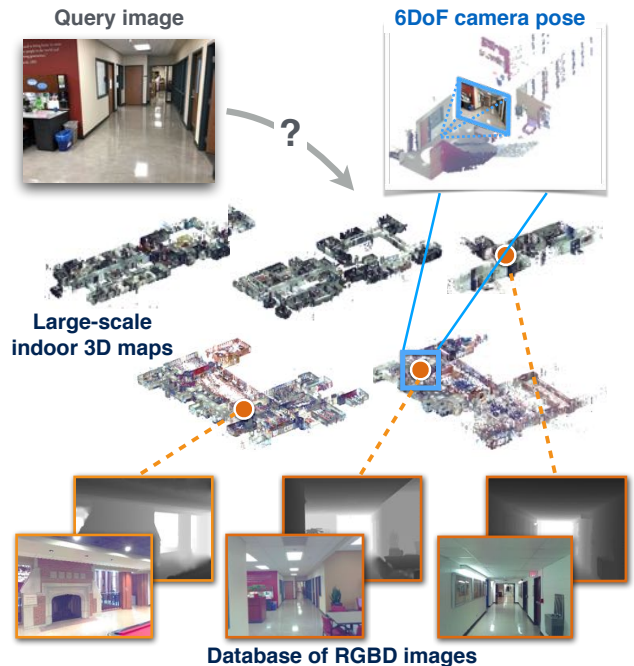 Query image
6DoF camera pose
?
Large-scale
indoor 3D maps
Database of RGBD images